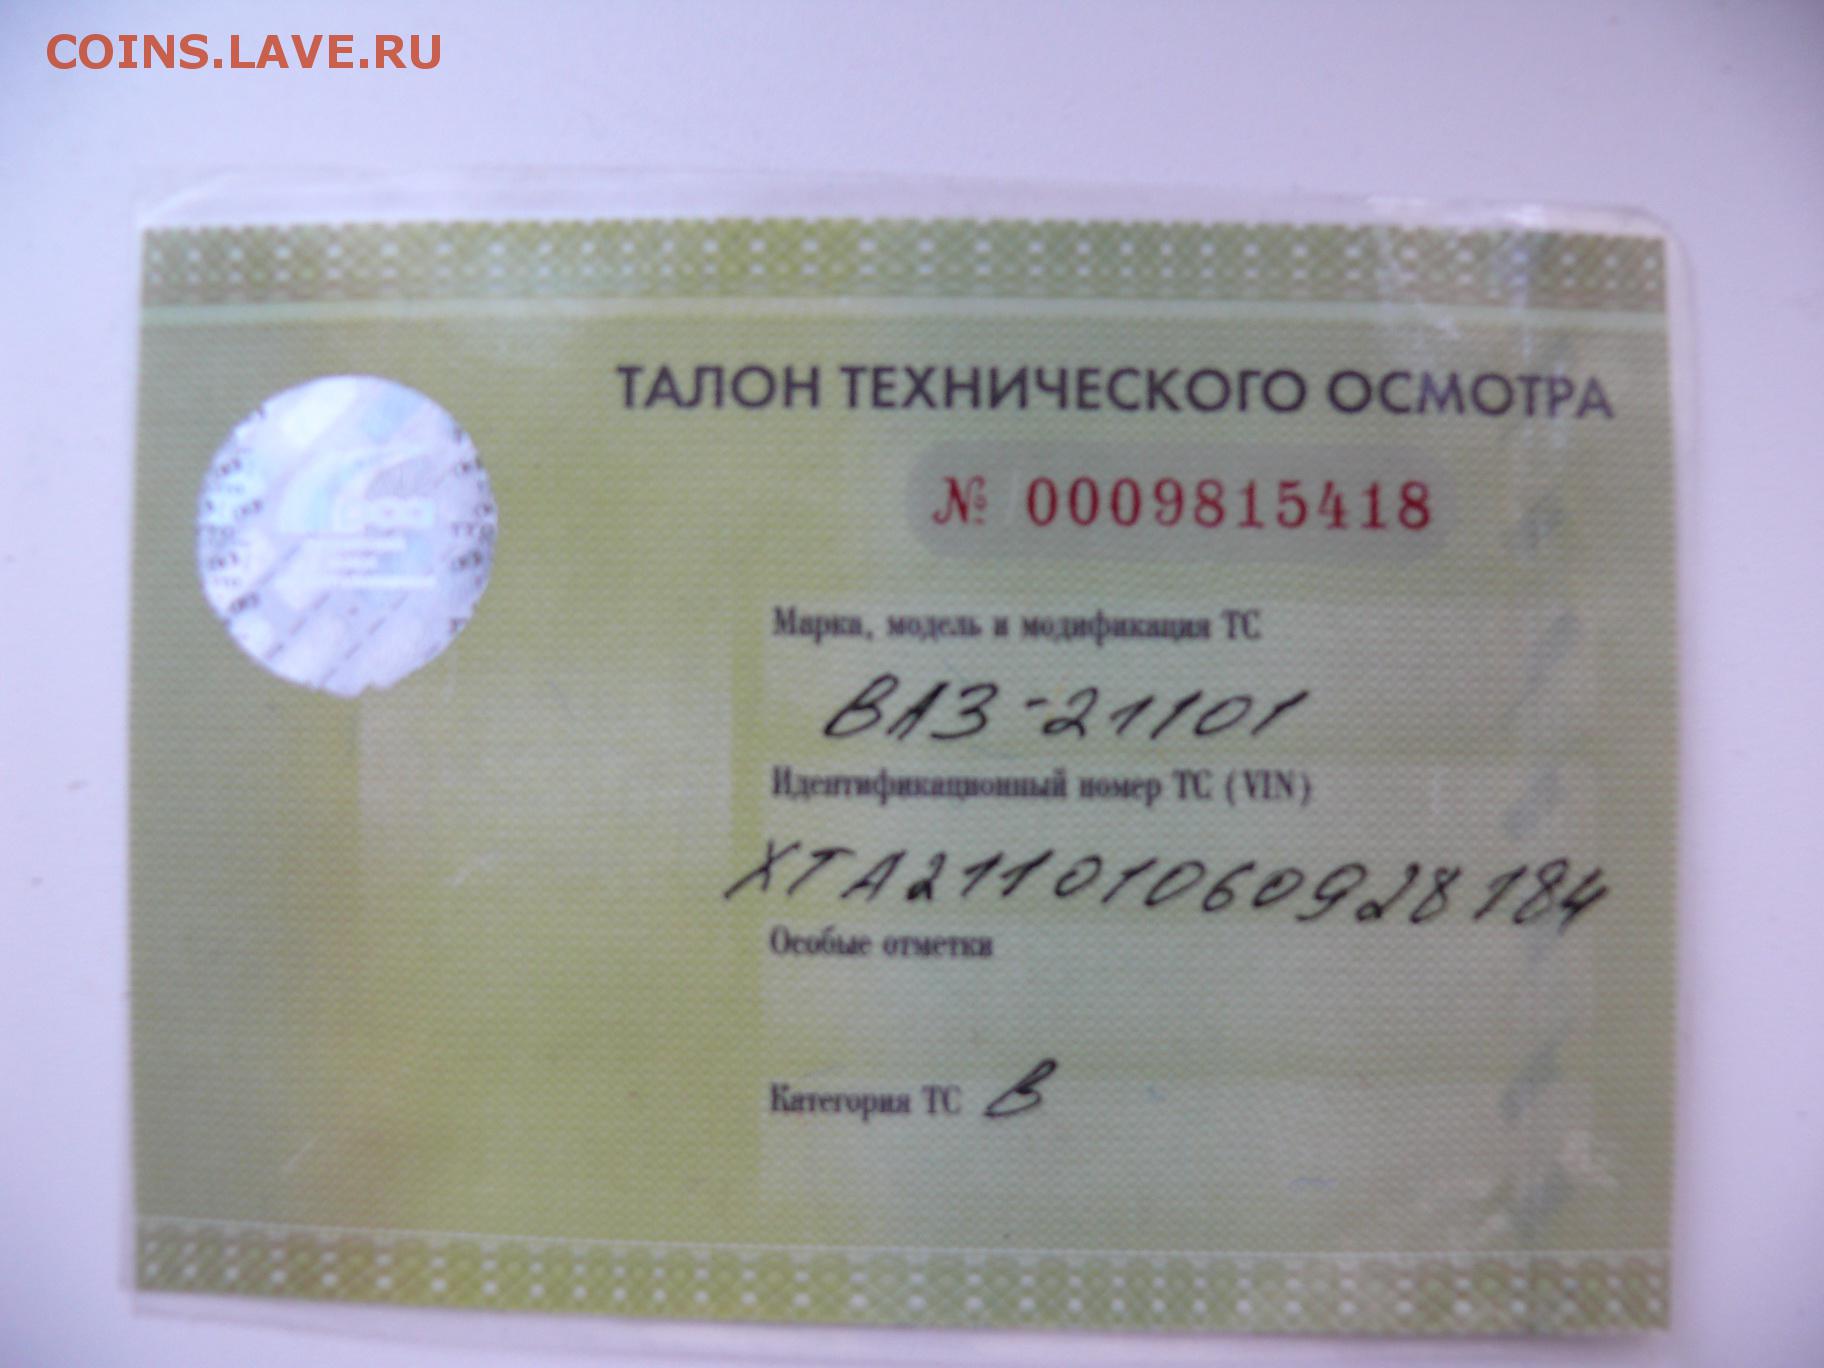 COINS.LAVE.RU
ТАЛОН ТЕХНИЧЕСКОГО ОСМОТРА
№ 0009815418
Марка, модель и модификация ТС
ВАЗ-21101
Идентификационный номер ТС (VIN)
ХТА21101060928184
Особые отметки
Категория ТС В